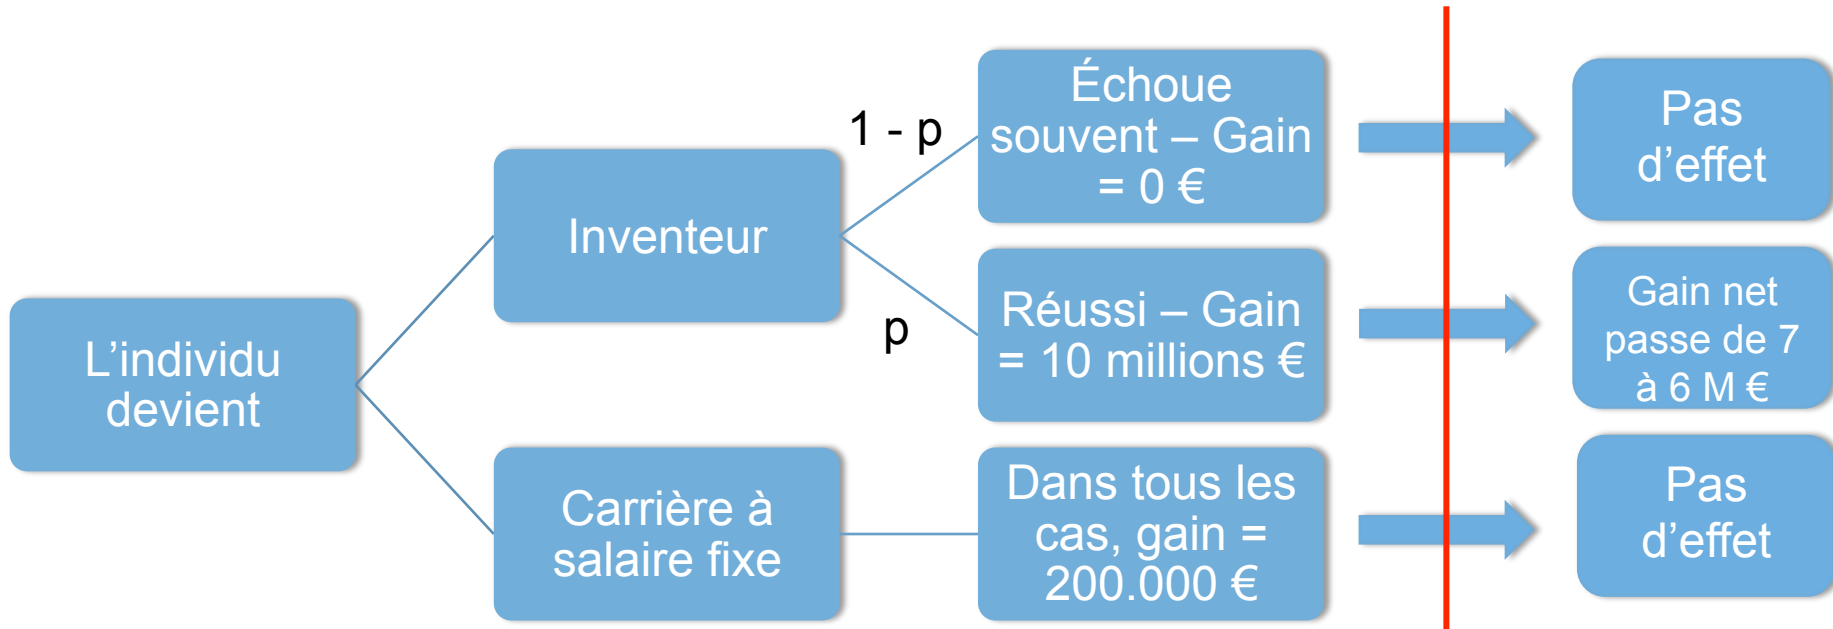 L’individu
devient
Inventeur
Carrière à
salaire fixe
1 - p
p
Échoue
souvent – Gain
= 0 €
Réussi – Gain
= 10 millions €
Dans tous les
cas, gain =
200.000 €
Pas
d’effet
Gain net
passe de 7
à 6 M €
Pas
d’effet